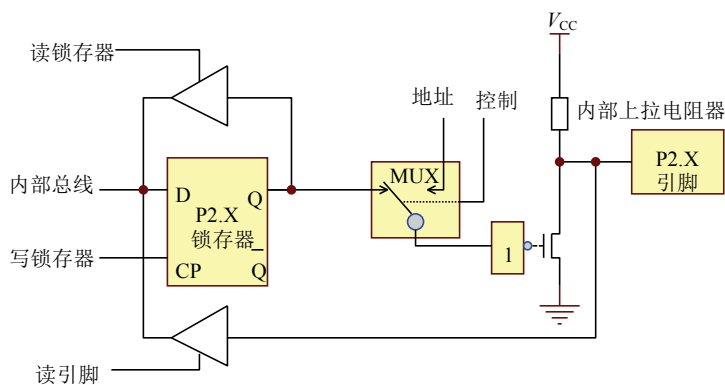 V_CC
读锁存器
地址
控制
内部上拉电阻器
MUX
P2.X
引脚
内部总线
D
Q
P2.X
锁存器
写锁存器
CP
Q̅
1
读引脚